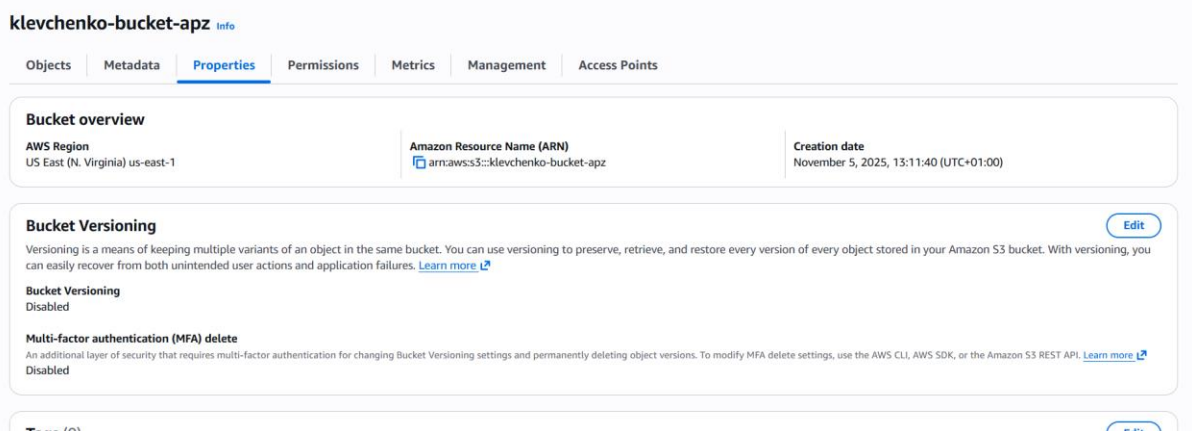 klevchenko-bucket-apz Info
Objects Metadata Properties Permissions Metrics Management Access Points
Bucket overview
AWS Region
US East (N. Virginia) us-east-1
Amazon Resource Name (ARN)
arn:aws:s3:::klevchenko-bucket-apz
Creation date
November 5, 2025, 13:11:40 (UTC+01:00)
Bucket Versioning
Edit
Versioning is a means of keeping multiple variants of an object in the same bucket. You can use versioning to preserve, retrieve, and restore every version of every object stored in your Amazon S3 bucket. With versioning, you
can easily recover from both unintended user actions and application failures. Learn more
Bucket Versioning
Disabled
Multi-factor authentication (MFA) delete
An additional layer of security that requires multi-factor authentication for changing Bucket Versioning settings and permanently deleting object versions. To modify MFA delete settings, use the AWS CLI, AWS SDK, or the Amazon S3 REST API. Learn more
Disabled